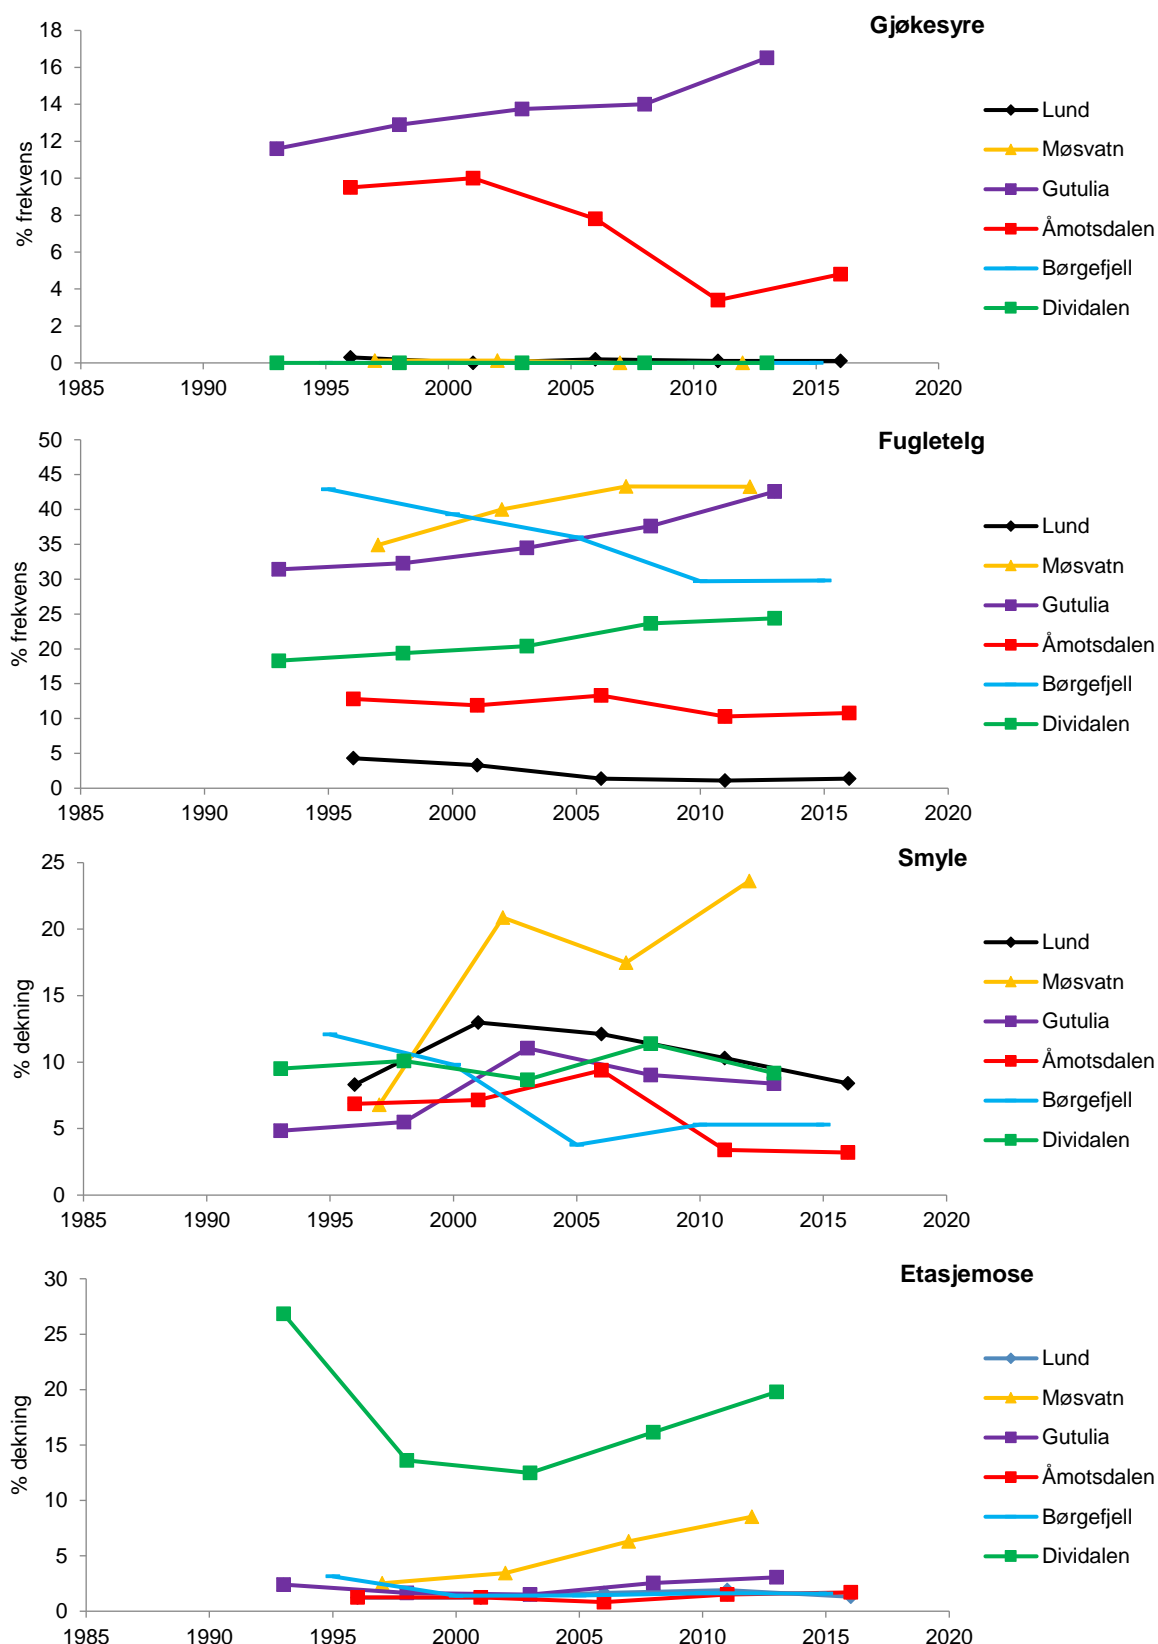 Gjøkesyre
18
16
14
12
10
8
6
4
2
0
% frekvens
1985 1990 1995 2000 2005 2010 2015 2020
Lund
Møsvatn
Gutulia
Åmotsdalen
Børgefjell
Dividalen
Fugletelg
50
45
40
35
30
25
20
15
10
5
0
% frekvens
1985 1990 1995 2000 2005 2010 2015 2020
Lund
Møsvatn
Gutulia
Åmotsdalen
Børgefjell
Dividalen
Smyle
25
20
15
10
5
0
% dekning
1985 1990 1995 2000 2005 2010 2015 2020
Lund
Møsvatn
Gutulia
Åmotsdalen
Børgefjell
Dividalen
Etasjemose
30
25
20
15
10
5
0
% dekning
1985 1990 1995 2000 2005 2010 2015 2020
Lund
Møsvatn
Gutulia
Åmotsdalen
Børgefjell
Dividalen